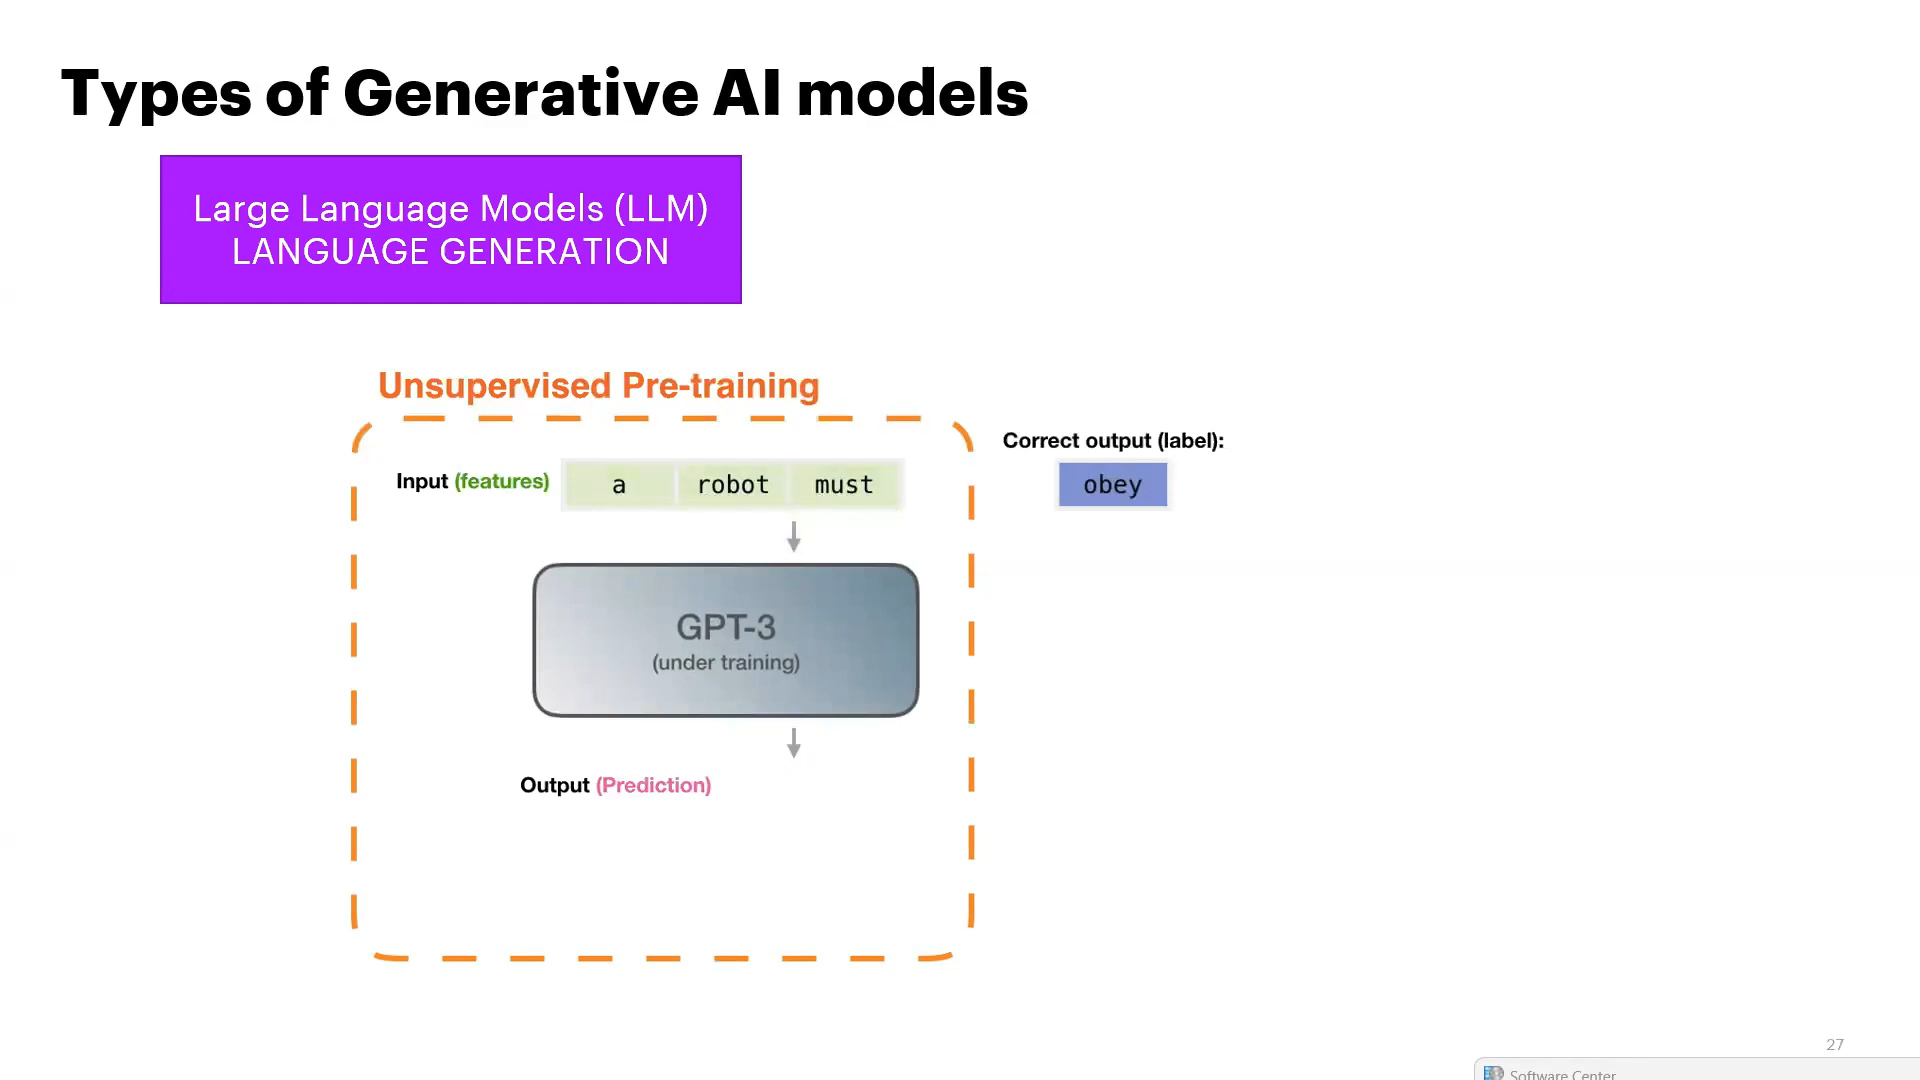 Types of Generative AI models
Large Language Models (LLM)
LANGUAGE GENERATION
Unsupervised Pre-training
Input (features)
a robot must
Correct output (label):
obey
GPT-3
(under training)
Output (Prediction)
27
Software Center